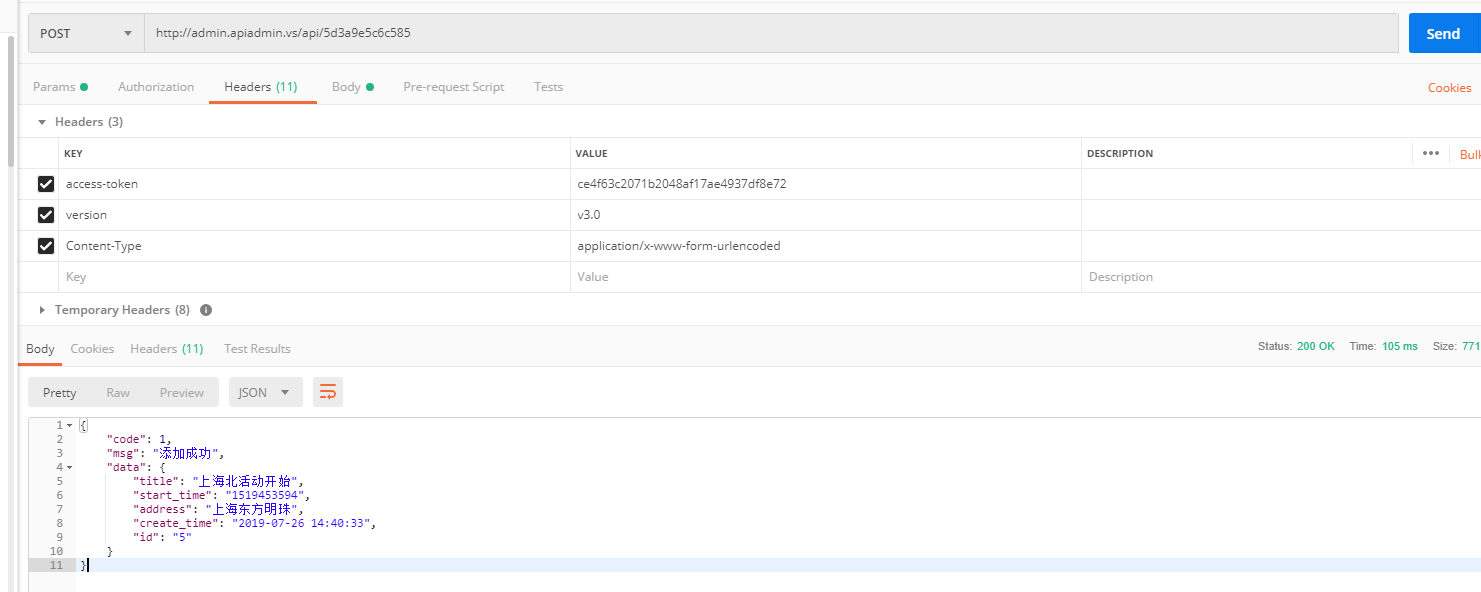 POST http://admin.apiadmin.vs/api/5d3a9e5c6c585 Send
Params Authorization Headers (11) Body Pre-request Script Tests Cookies
Headers (3)
KEY VALUE DESCRIPTION ••• Bulk
access-token ce4f63c2071b2048af17ae4937df8e72
version v3.0
Content-Type application/x-www-form-urlencoded
Key Value Description
Temporary Headers (8) i
Body Cookies Headers (11) Test Results Status: 200 OK Time: 105 ms Size: 771
Pretty Raw Preview JSON
1 {
2 "code": 1,
3 "msg": "添加成功",
4 "data": {
5 "title": "上海北活动开始",
6 "start_time": "1519453594",
7 "address": "上海东方明珠",
8 "create_time": "2019-07-26 14:40:33",
9 "id": "5"
10 }
11 }